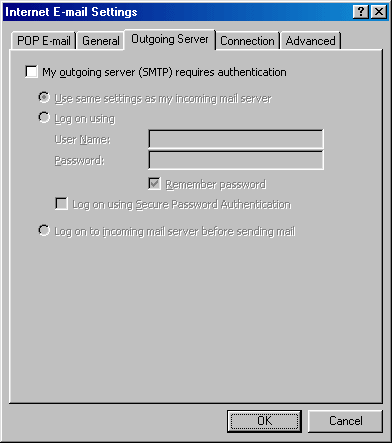 Internet E-mail Settings
POP E-mail General Outgoing Server Connection Advanced
My outgoing server (SMTP) requires authentication
Use same settings as my incoming mail server
Log on using
User Name:
Password:
Remember password
Log on using Secure Password Authentication
Log on to incoming mail server before sending mail
OK Cancel